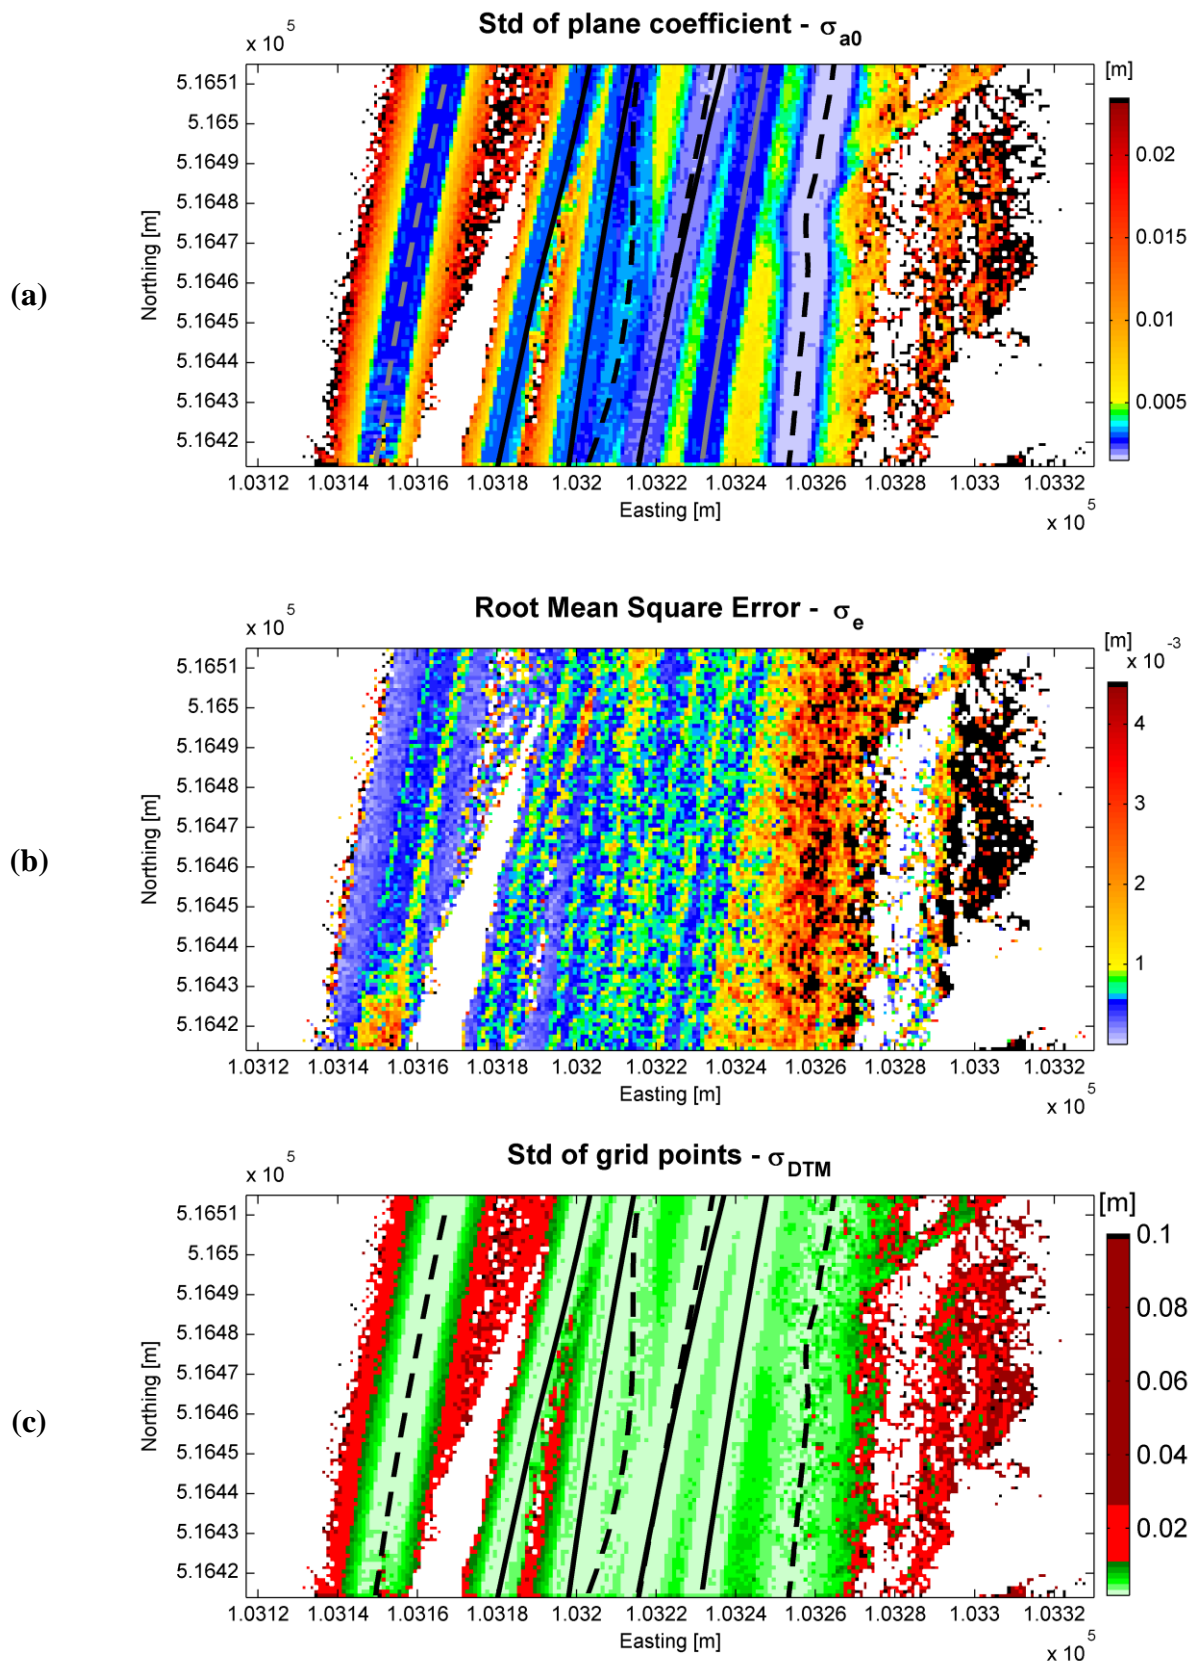 Std of plane coefficient - σa0
x 10 5
[m]
5.1651
5.165
5.1649
5.1648
5.1647
5.1646
5.1645
5.1644
5.1643
5.1642
Northing [m]
(a)
0.02
0.015
0.01
0.005
1.0312 1.0314 1.0316 1.0318 1.032 1.0322 1.0324 1.0326 1.0328 1.033 1.0332
Easting [m]
x 10 5
Root Mean Square Error - σe
x 10 5
[m]
x 10 -3
5.1651
5.165
5.1649
5.1648
5.1647
5.1646
5.1645
5.1644
5.1643
5.1642
Northing [m]
(b)
4
3
2
1
1.0312 1.0314 1.0316 1.0318 1.032 1.0322 1.0324 1.0326 1.0328 1.033 1.0332
Easting [m]
x 10 5
Std of grid points - σDTM
x 10 5
[m]
5.1651
5.165
5.1649
5.1648
5.1647
5.1646
5.1645
5.1644
5.1643
5.1642
Northing [m]
(c)
0.1
0.08
0.06
0.04
0.02
1.0312 1.0314 1.0316 1.0318 1.032 1.0322 1.0324 1.0326 1.0328 1.033 1.0332
Easting [m]
x 10 5